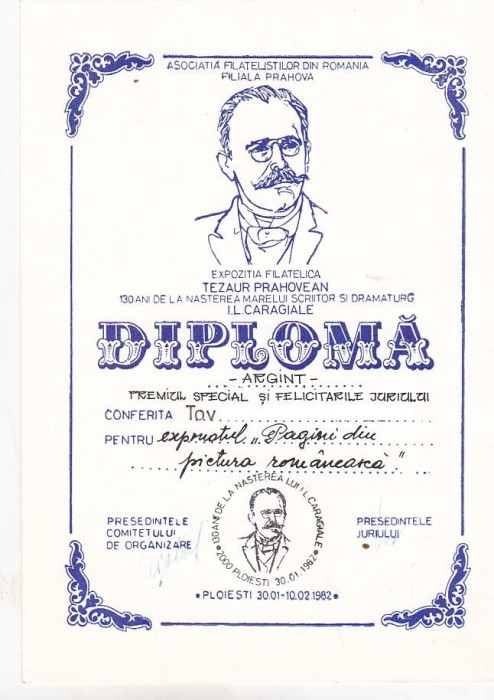 ASOCIATIA FILATELISTILOR DIN ROMANIA
FILIALA PRAHOVA
EXPOZITIA FILATELICA
TEZAUR PRAHOVEAN
130 ANI DE LA NASTEREA MARELUI SCRIITOR SI DRAMATURG
I.L.CARAGIALE
DIPLOMĂ
- ARGINT -
PREMIUL SPECIAL ȘI FELICITARILE JURIULUI
CONFERITA Tov.
PENTRU exponatul „Pagini din
pictura românească."
130 ANI DE LA NASTEREA LUI I.L.CARAGIALE
• 2000 PLOIESTI 30.01.1982 •
PRESEDINTELE
COMITETULUI
DE ORGANIZARE
PRESEDINTELE
JURIULUI
• PLOIESTI 30.01-10.02.1982 •